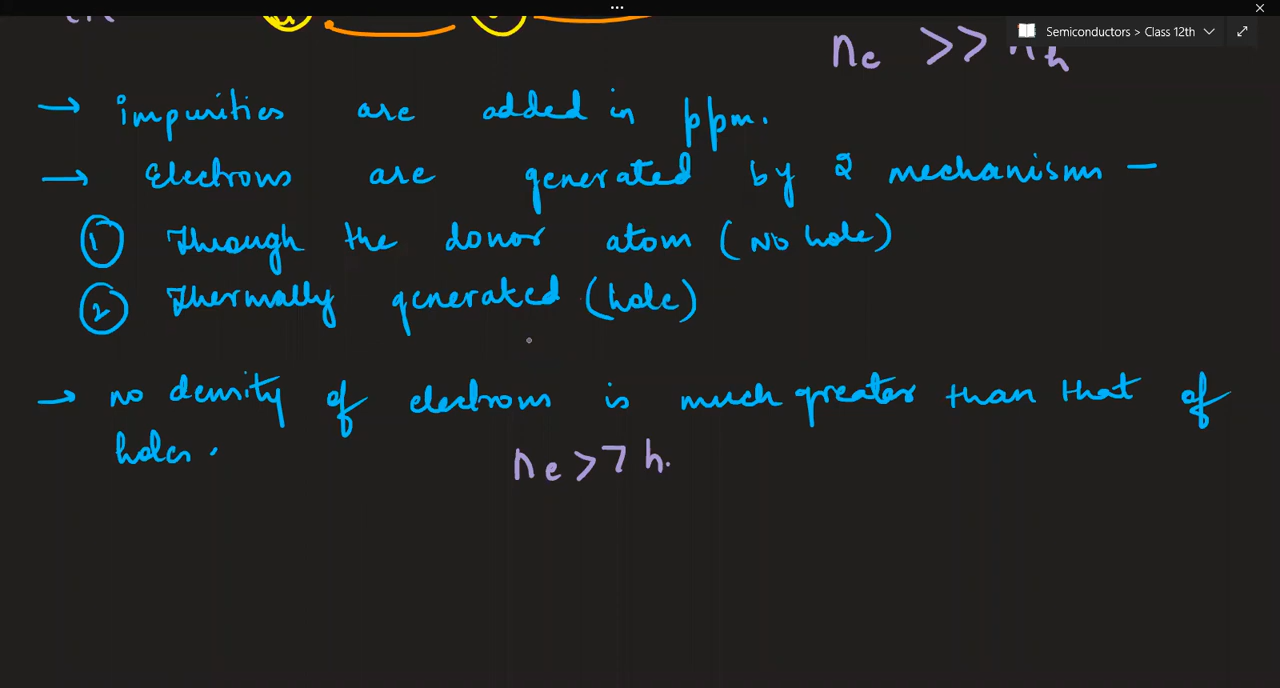 Semiconductors > Class 12th
ne >> nh
→ impurities are added in ppm.
→ Electrons are generated by 2 mechanism -
① Through the donor atom (No hole)
② Thermally generated (hole)
→ no density of electrons is much greater than that of
holes.
ne >> h.